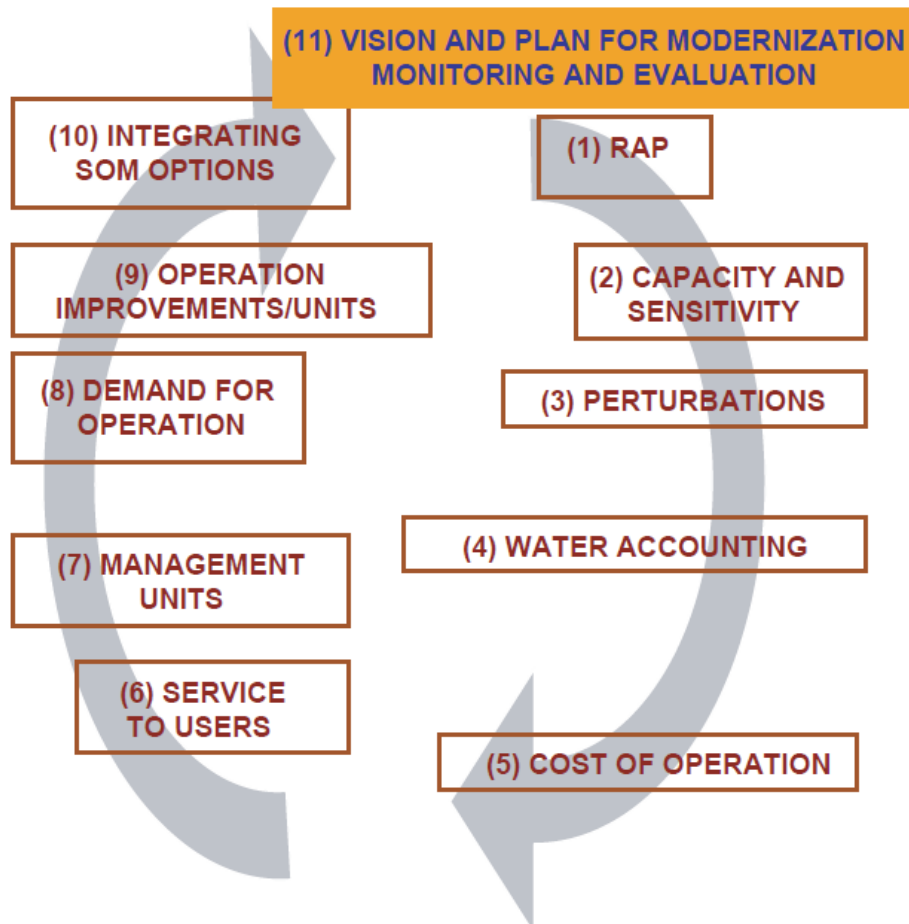 (11) VISION AND PLAN FOR MODERNIZATION
MONITORING AND EVALUATION
(10) INTEGRATING
SOM OPTIONS
(1) RAP
(9) OPERATION
IMPROVEMENTS/UNITS
(2) CAPACITY AND
SENSITIVITY
(8) DEMAND FOR
OPERATION
(3) PERTURBATIONS
(7) MANAGEMENT
UNITS
(4) WATER ACCOUNTING
(6) SERVICE
TO USERS
(5) COST OF OPERATION